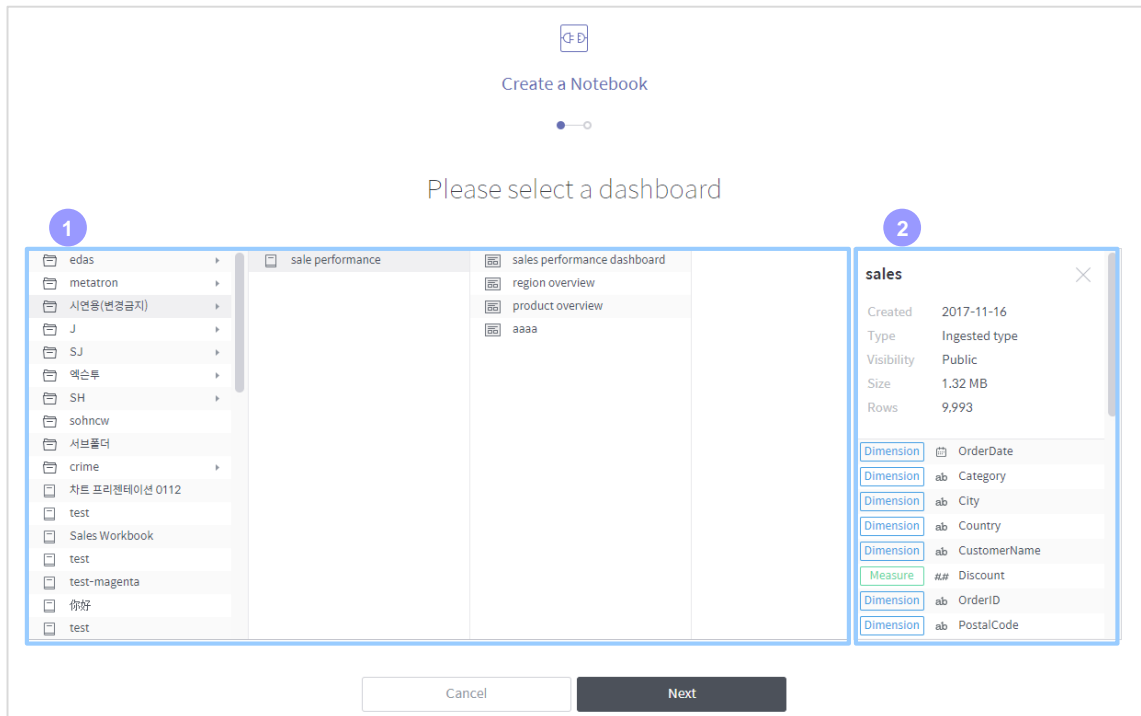 Create a Notebook
Please select a dashboard
1
2
edas
metatron
시연용(변경금지)
J
SJ
엑슨투
SH
sohncw
서브폴더
crime
차트 프리젠테이션 0112
test
Sales Workbook
test
test-magenta
你好
test
sale performance
sales performance dashboard
region overview
product overview
aaaa
sales
Created 2017-11-16
Type Ingested type
Visibility Public
Size 1.32 MB
Rows 9,993
Dimension OrderDate
Dimension ab Category
Dimension ab City
Dimension ab Country
Dimension ab CustomerName
Measure #.# Discount
Dimension ab OrderID
Dimension ab PostalCode
Cancel
Next